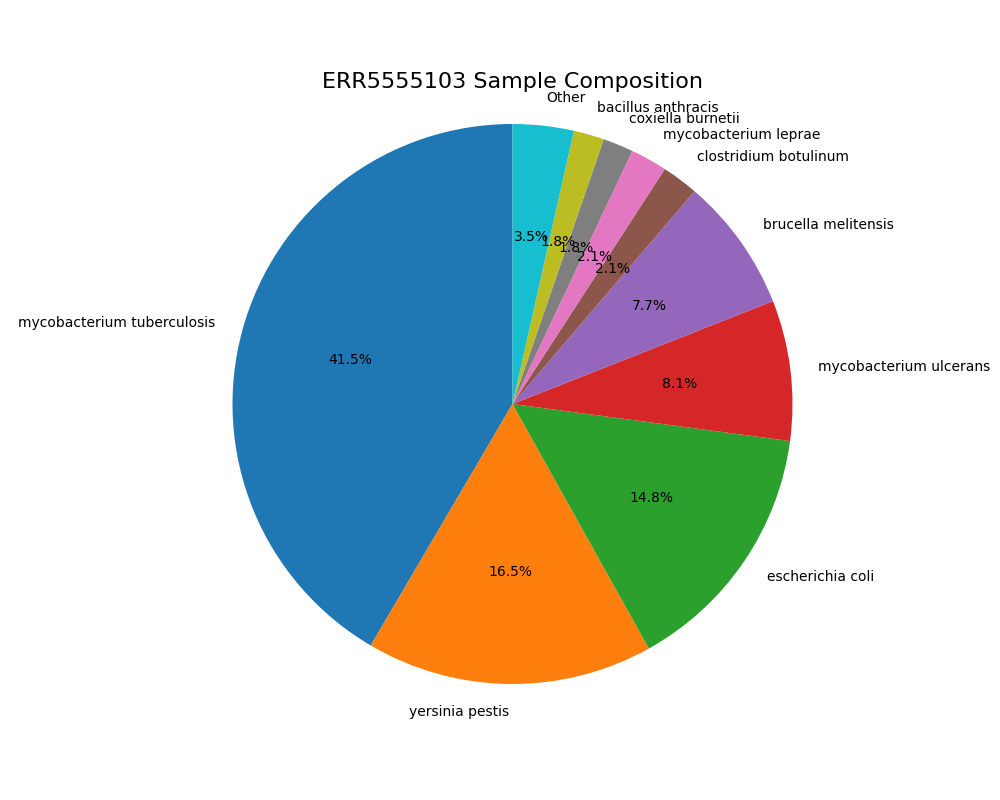 ERR5555103 Sample Composition
Other
bacillus anthracis
coxiella burnetii
mycobacterium leprae
clostridium botulinum
brucella melitensis
3.5%
1.8%
1.8%
2.1%
2.1%
7.7%
mycobacterium tuberculosis
41.5%
8.1%
mycobacterium ulcerans
14.8%
16.5%
escherichia coli
yersinia pestis